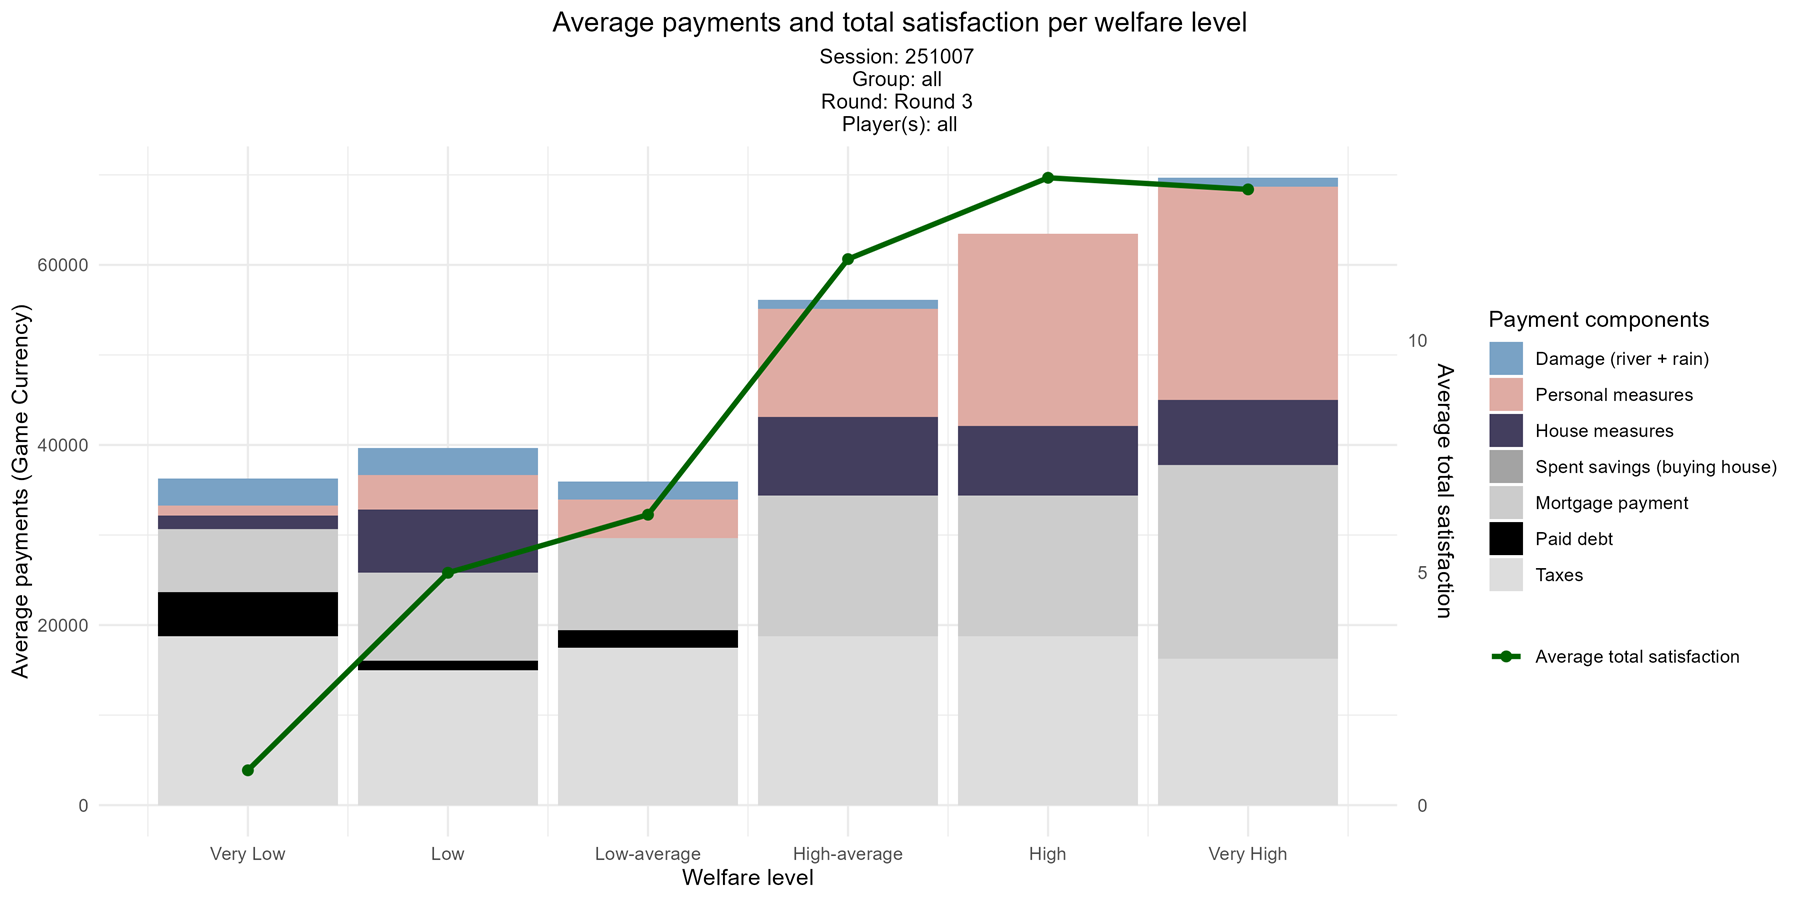 Average payments and total satisfaction per welfare level
Session: 251007
Group: all
Round: Round 3
Player(s): all
Average payments (Game Currency)
60000
40000
20000
0
10
5
0
Average total satisfaction
Very Low
Low
Low-average
High-average
High
Very High
Welfare level
Payment components
Damage (river + rain)
Personal measures
House measures
Spent savings (buying house)
Mortgage payment
Paid debt
Taxes
Average total satisfaction